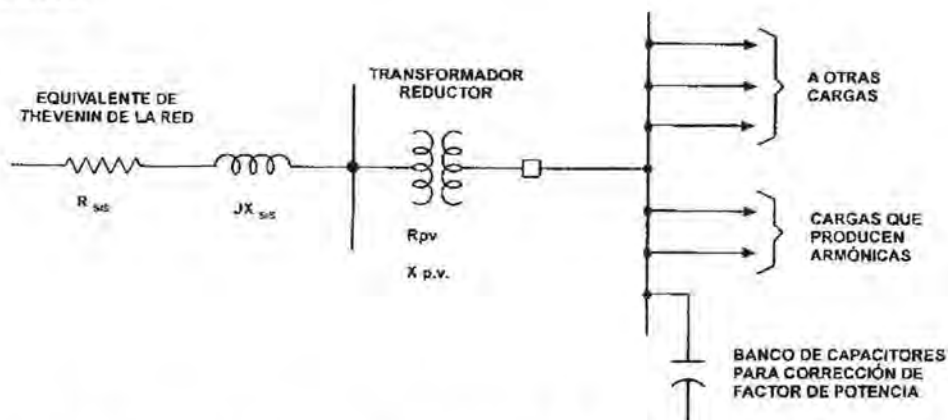 EQUIVALENTE DE
THEVENIN DE LA RED
R SIS
JX SIS
TRANSFORMADOR
REDUCTOR
Rpv
X p.v.
A OTRAS
CARGAS
CARGAS QUE
PRODUCEN
ARMÓNICAS
BANCO DE CAPACITORES
PARA CORRECCIÓN DE
FACTOR DE POTENCIA